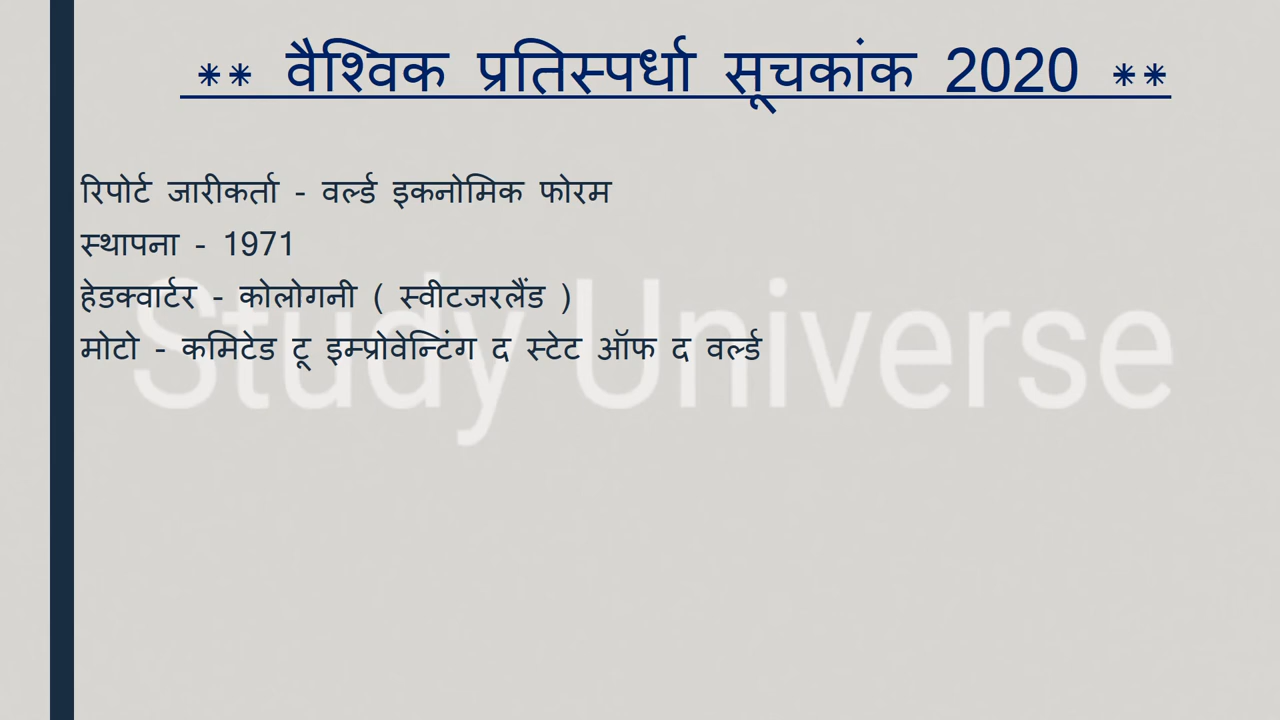 ** वैश्विक प्रतिस्पर्धा सूचकांक 2020 **
रिपोर्ट जारीकर्ता - वर्ल्ड इकनोमिक फोरम
स्थापना - 1971
हेडक्वार्टर - कोलोगनी ( स्वीटजरलैंड )
मोटो - कमिटेड टू इम्प्रोवेन्टिंग द स्टेट ऑफ द वर्ल्ड
Study Universe